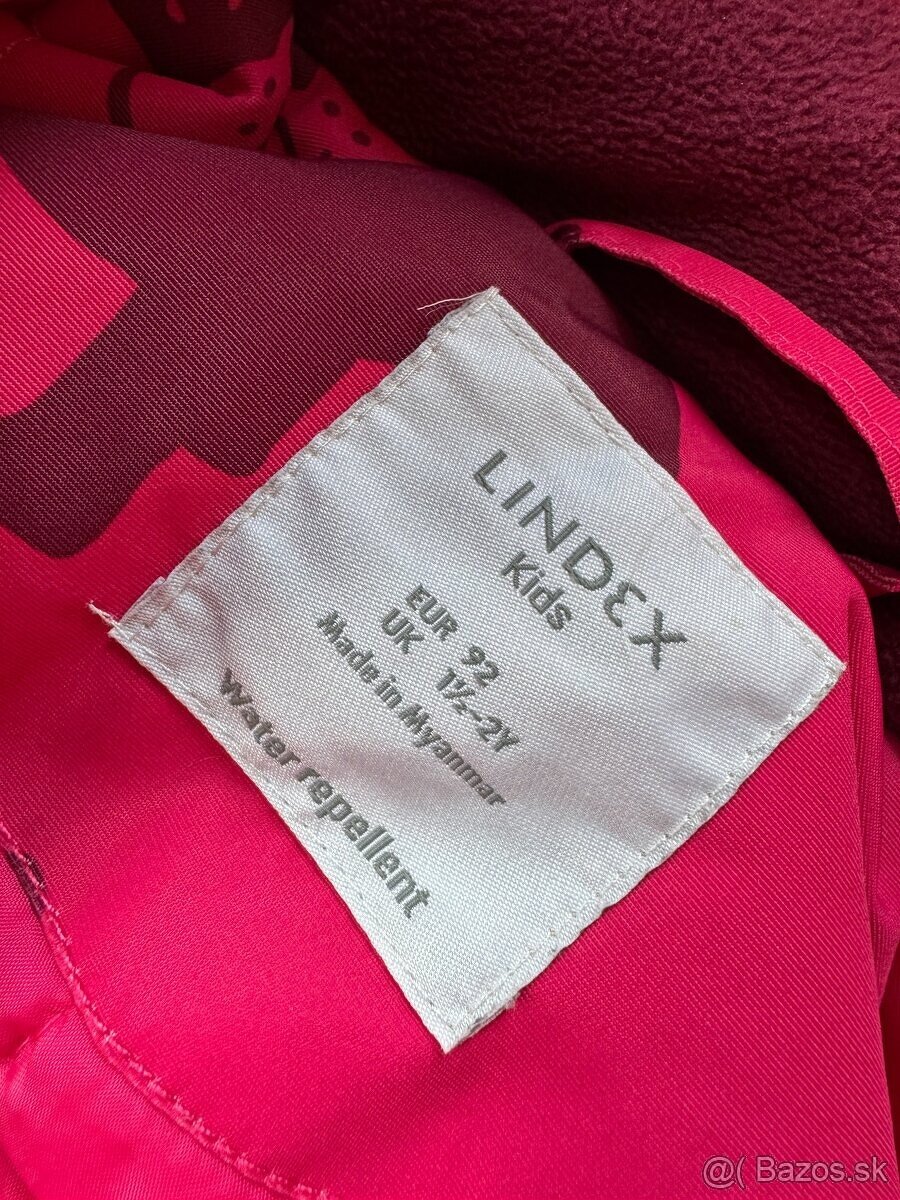 LINDEX
Kids
EUR 92
UK 1½-2Y
Made in Myanmar
Water repellent
@( Bazos.sk